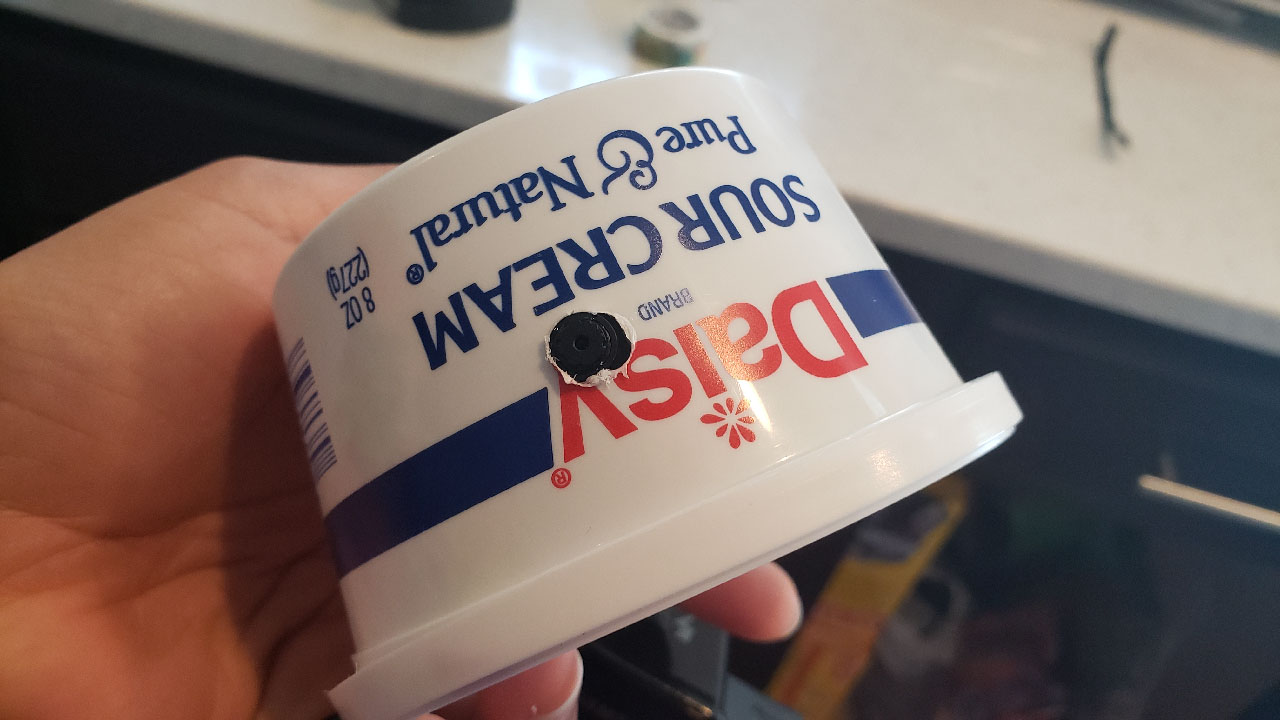 Daisy®
BRAND
SOUR CREAM
Pure & Natural®
8 OZ
(227g)